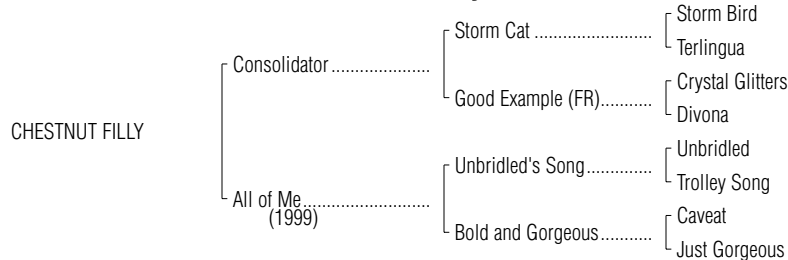 Storm Bird
Storm Cat ........................
Terlingua
Consolidator .....................
Crystal Glitters
Good Example (FR)...........
Divona
CHESTNUT FILLY
Unbridled
Unbridled's Song..............
Trolley Song
All of Me...........................
(1999)
Caveat
Bold and Gorgeous...........
Just Gorgeous